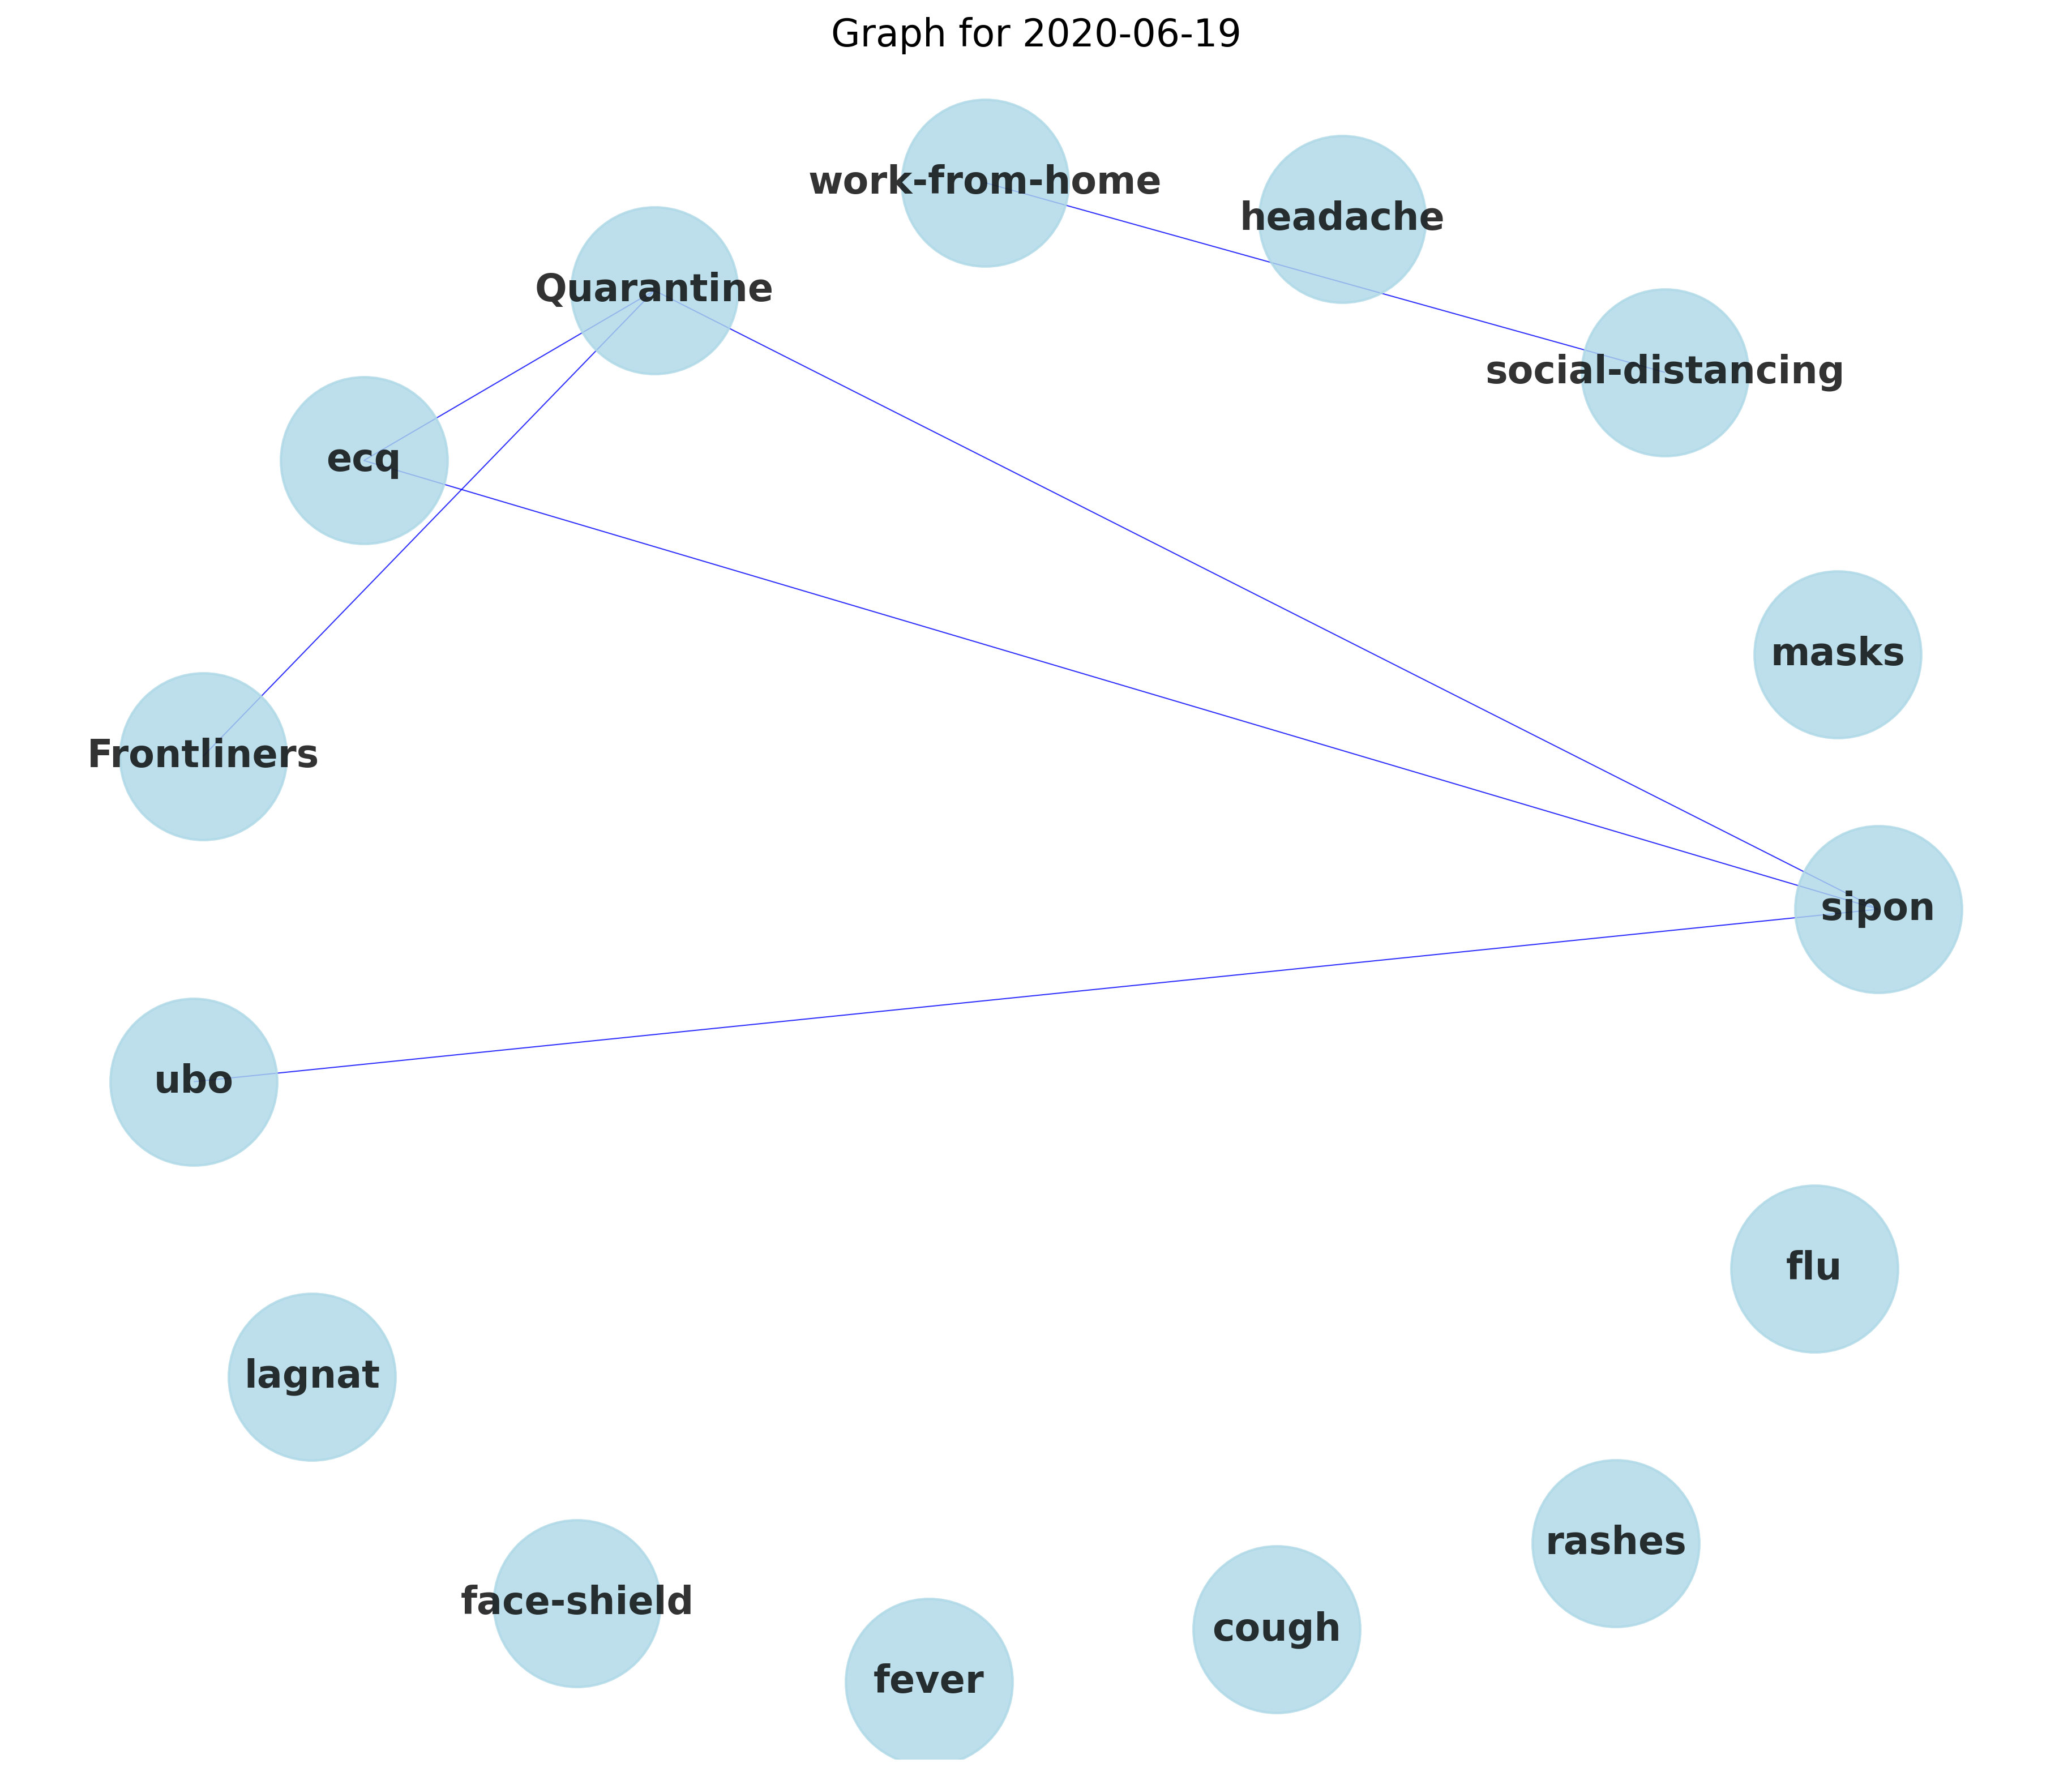 Graph for 2020-06-19
work-from-home
headache
Quarantine
social-distancing
ecq
masks
Frontliners
sipon
ubo
flu
lagnat
rashes
face-shield
cough
fever